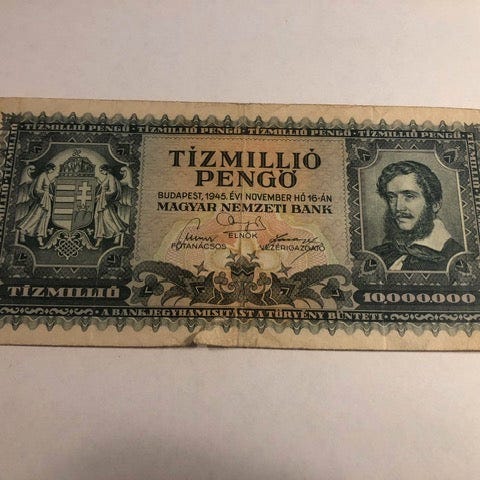 TÍZMILLIÓ PENGŐ · TÍZMILLIÓ PENGŐ · TÍZMILLIÓ PENGŐ · TÍZMILLIÓ PENGŐ
TÍZMILLIÓ
PENGŐ
BUDAPEST, 1945. ÉVI NOVEMBER HÓ 16-ÁN
MAGYAR NEMZETI BANK
ELNÖK
FŐTANÁCSOS VEZÉRIGAZGATÓ
TÍZMILLIÓ 10,000.000
A BANKJEGYHAMISÍTÁST A TÖRVÉNY BÜNTETI